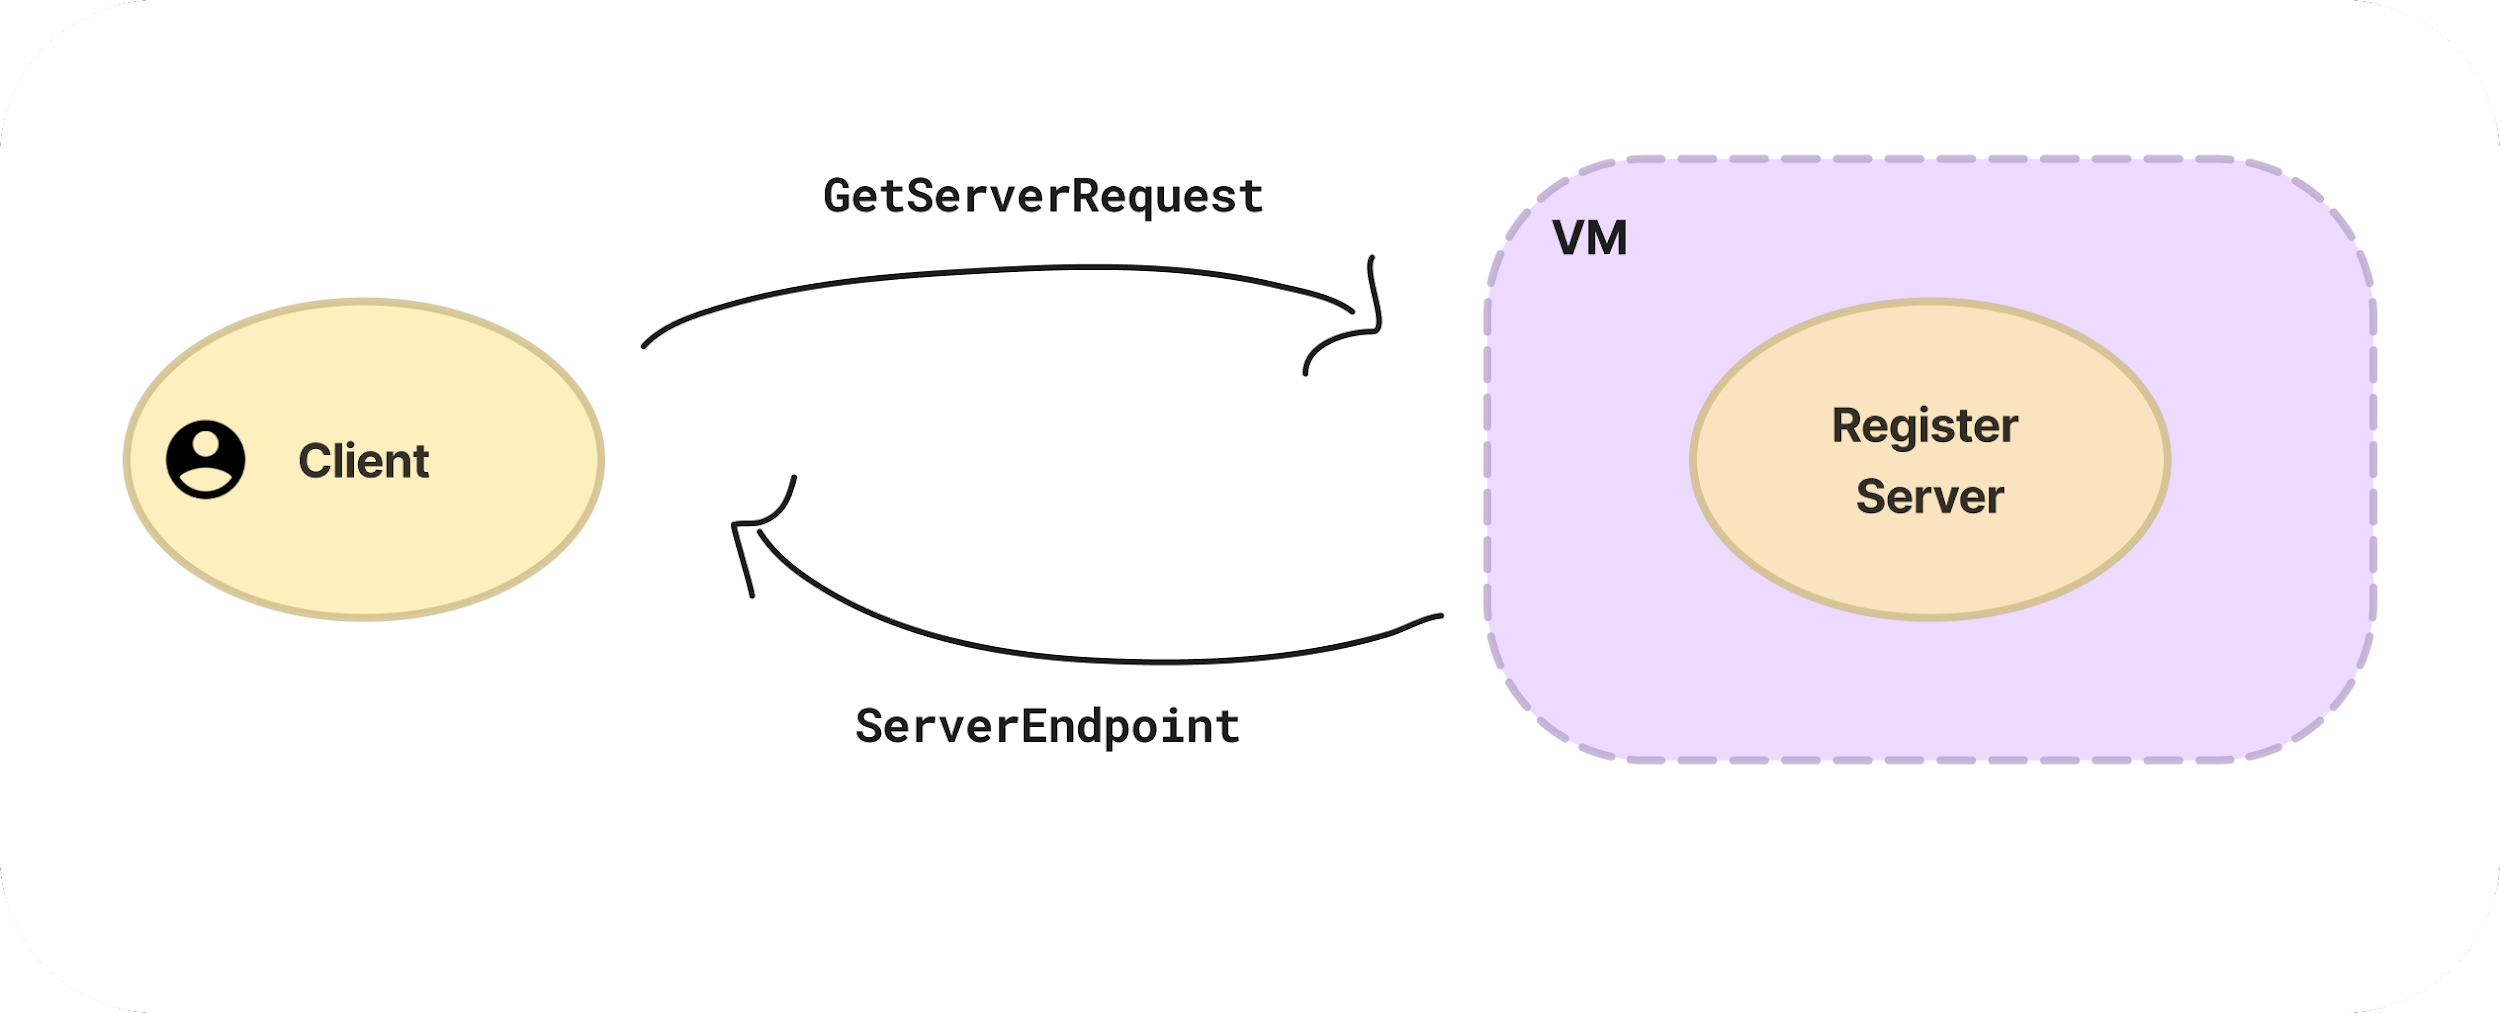 GetServerRequest
VM
Client
Register
Server
ServerEndpoint